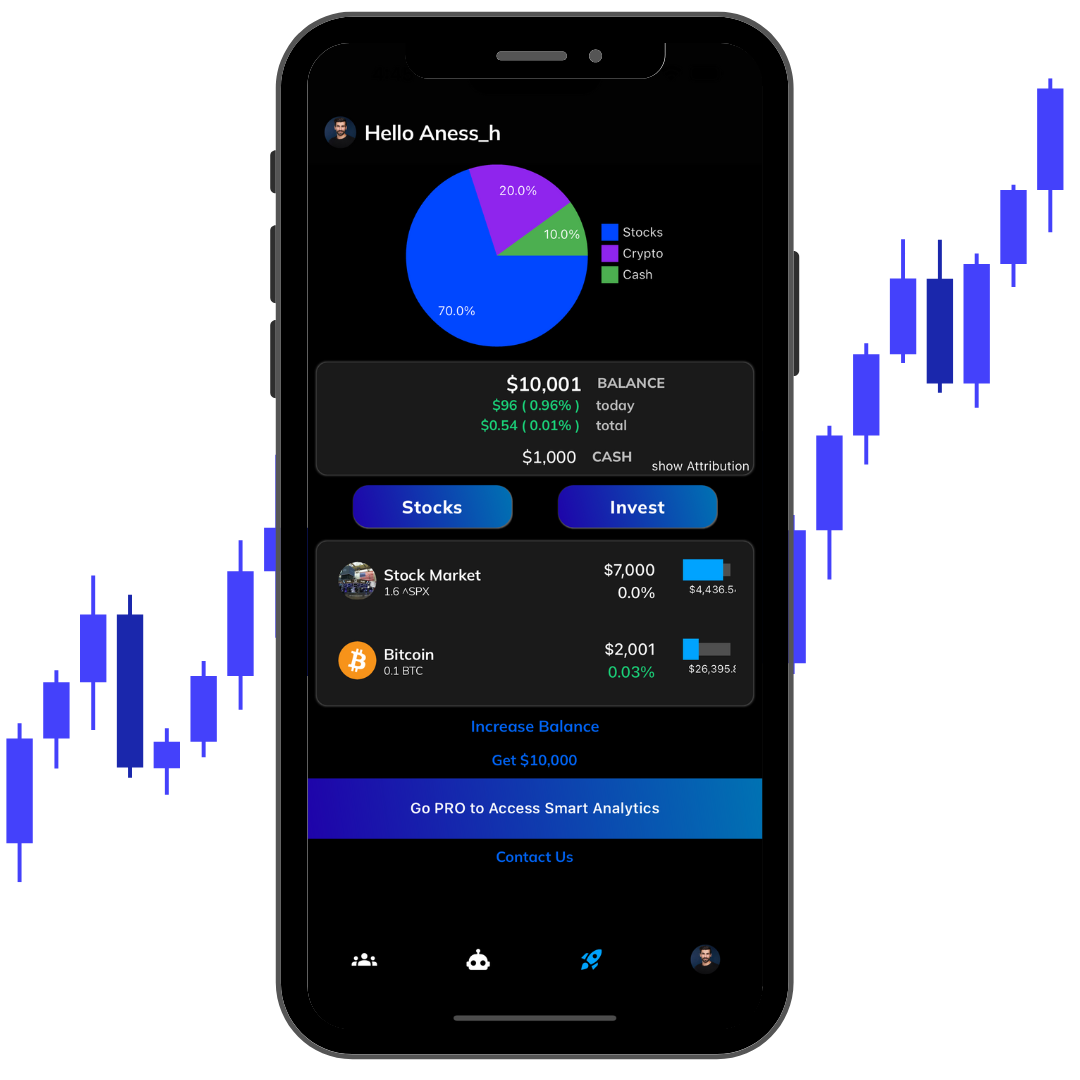 Hello Aness_h
20.0%
10.0%
70.0%
Stocks
Crypto
Cash
$10,001 BALANCE
$96 ( 0.96% ) today
$0.54 ( 0.01% ) total
$1,000 CASH
show Attribution
Stocks Invest
Stock Market $7,000
1.6 ^SPX 0.0% $4,436.5
Bitcoin $2,001
0.1 BTC 0.03% $26,395.
Increase Balance
Get $10,000
Go PRO to Access Smart Analytics
Contact Us